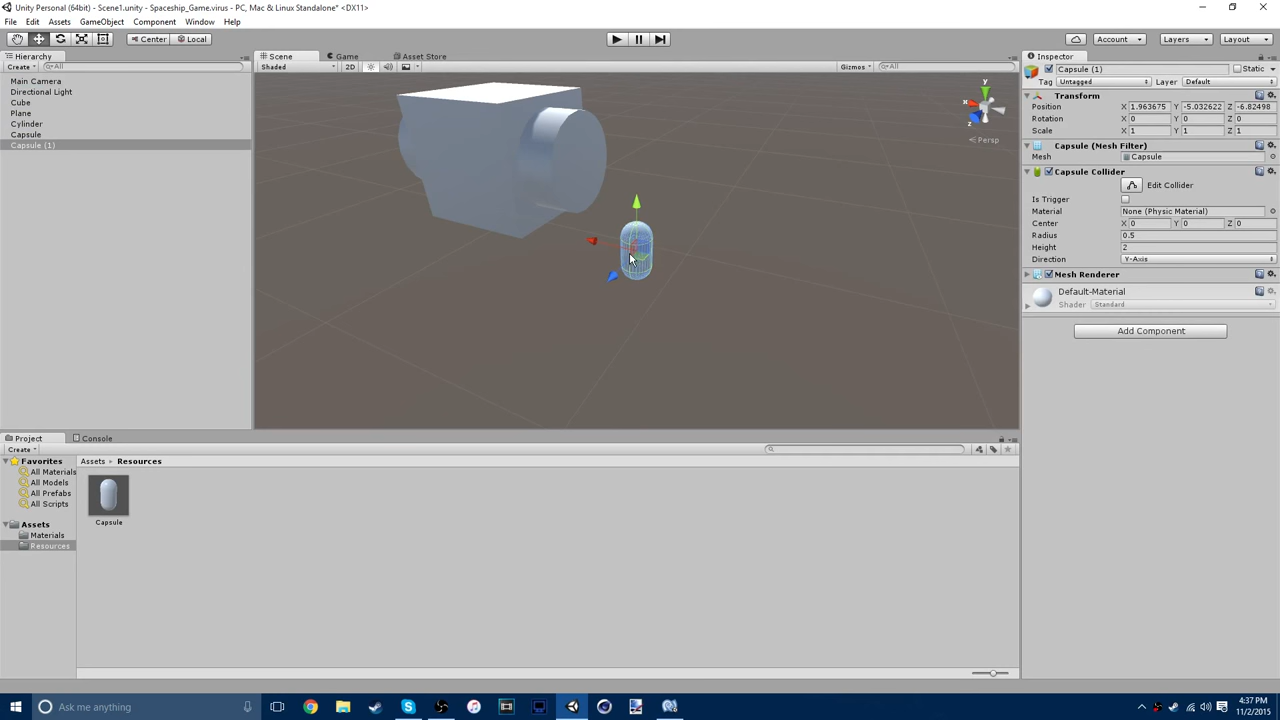 Unity Personal (64bit) - Scene1.unity - Spaceship_Game.virus - PC, Mac & Linux Standalone* <DX11>
File Edit Assets GameObject Component Window Help
Center Local Account Layers Layout
Hierarchy Scene Game Asset Store Inspector
Create All Shaded 2D Gizmos All Capsule (1) Static
Tag Untagged Layer Default
Main Camera
Directional Light
Cube
Plane
Cylinder
Capsule
Capsule (1)
y
x
z
Persp
Transform
Position X 1.963675 Y -5.032622 Z -6.82498
Rotation X 0 Y 0 Z 0
Scale X 1 Y 1 Z 1
Capsule (Mesh Filter)
Mesh Capsule
Capsule Collider
Edit Collider
Is Trigger
Material None (Physic Material)
Center X 0 Y 0 Z 0
Radius 0.5
Height 2
Direction Y-Axis
Mesh Renderer
Default-Material
Shader Standard
Add Component
Project Console
Create
Favorites
All Materials
All Models
All Prefabs
All Scripts
Assets
Materials
Resources
Assets Resources
Capsule
Ask me anything
4:37 PM
11/2/2015